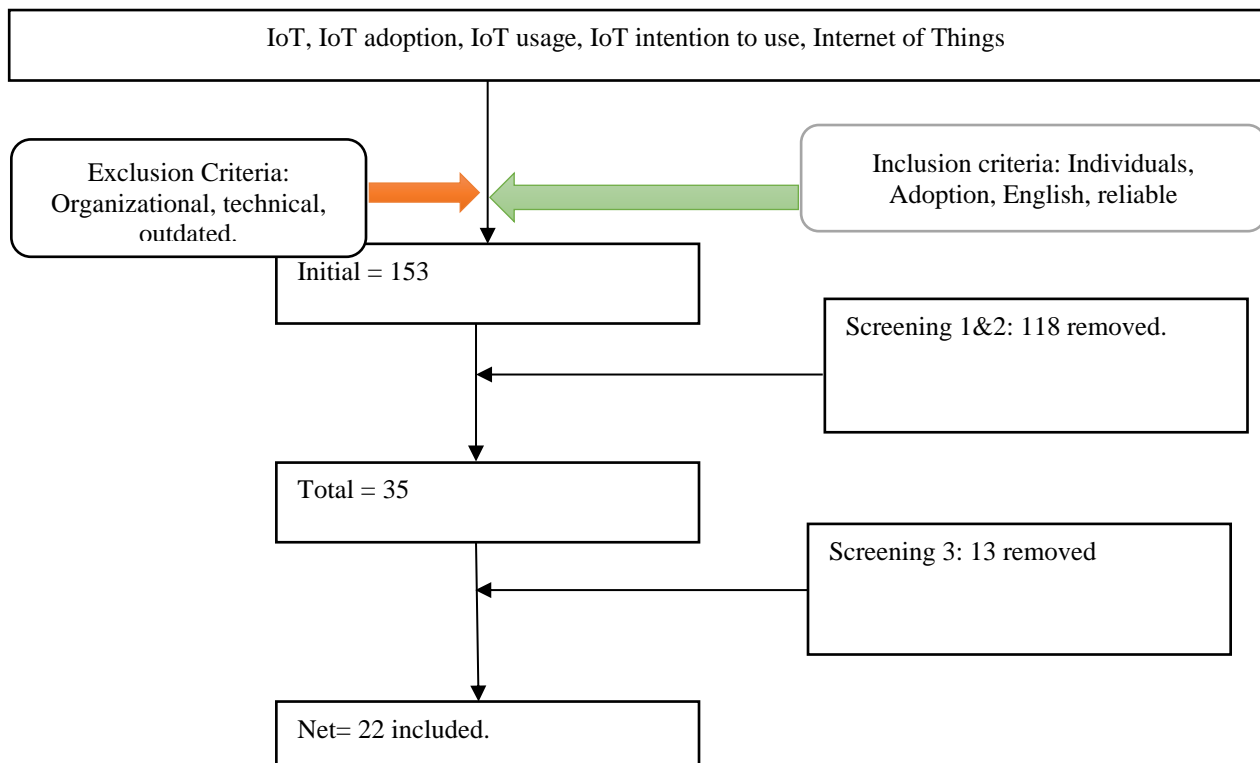 IoT, IoT adoption, IoT usage, IoT intention to use, Internet of Things
Exclusion Criteria:
Organizational, technical,
outdated.
Inclusion criteria: Individuals,
Adoption, English, reliable
Initial = 153
Screening 1&2: 118 removed.
Total = 35
Screening 3: 13 removed
Net= 22 included.